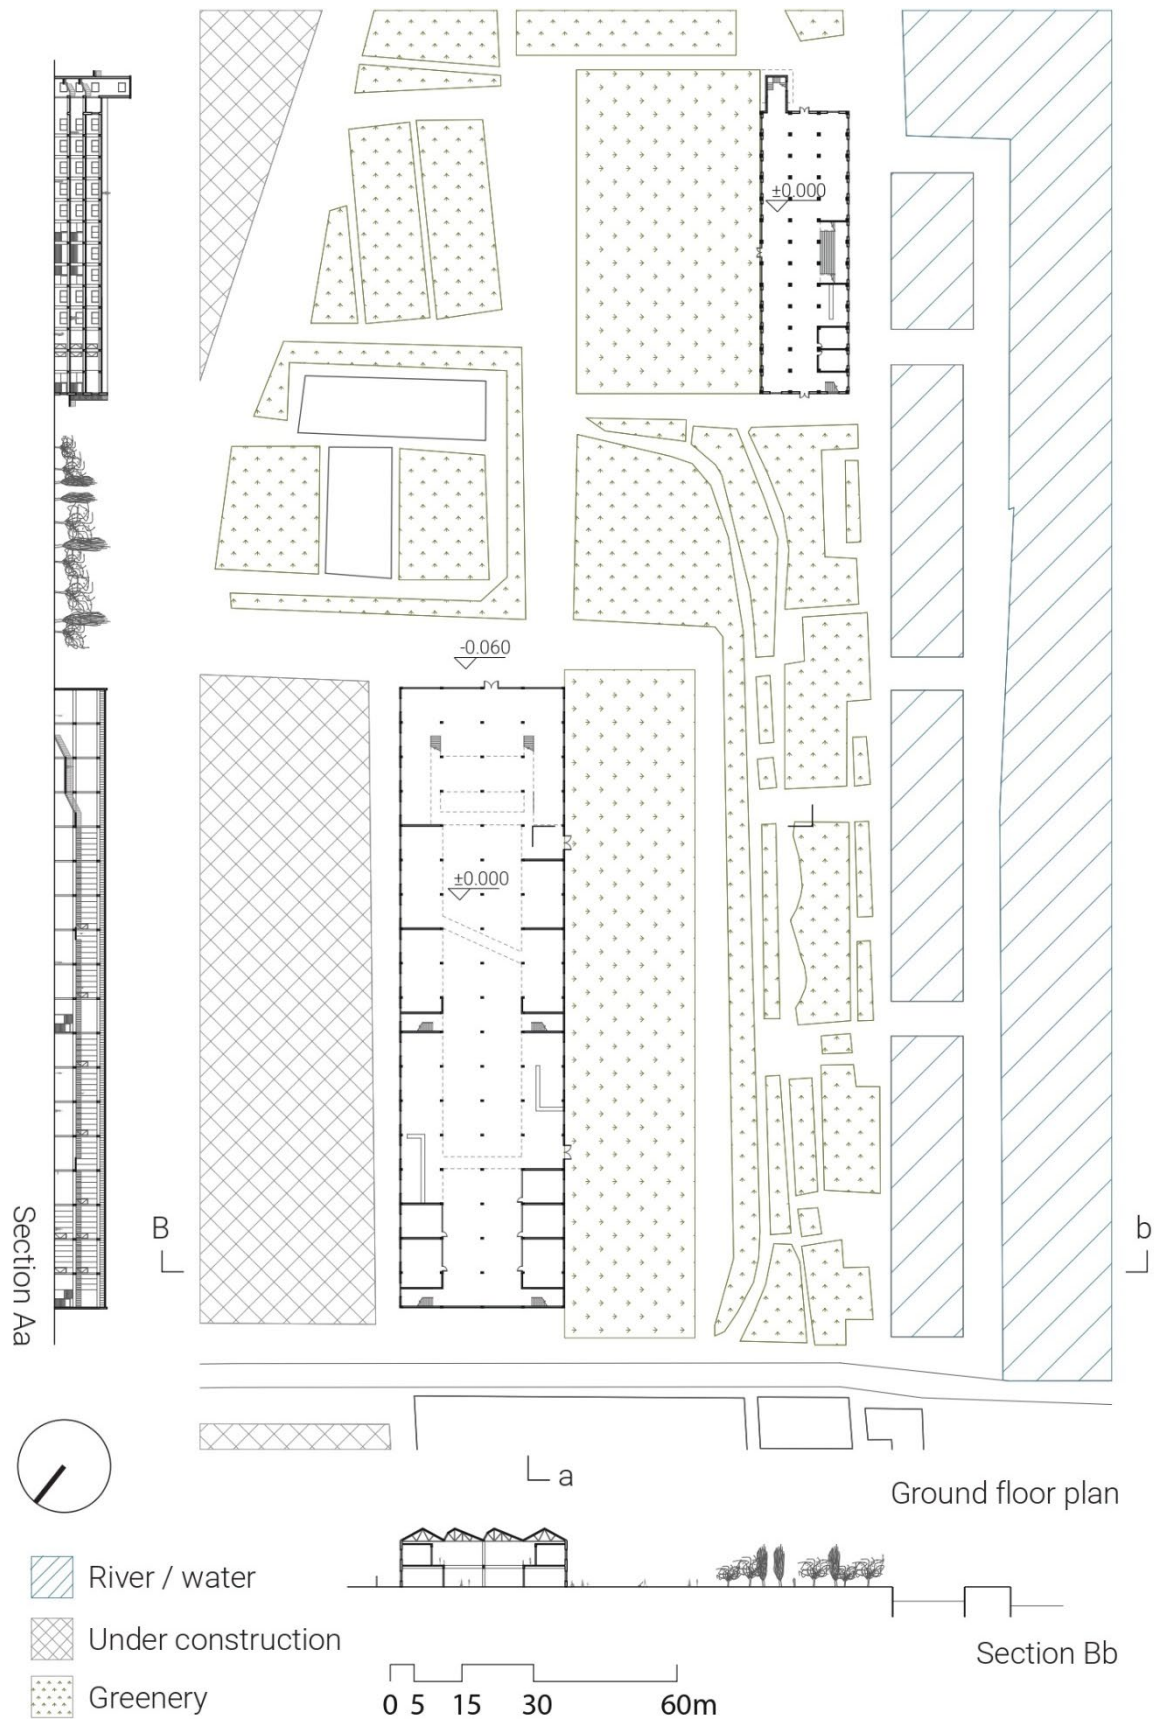 ±0.000
-0.060
±0.000
Section Aa
B
b
a
Ground floor plan
River / water
Under construction
Greenery
Section Bb
0 5 15 30 60m